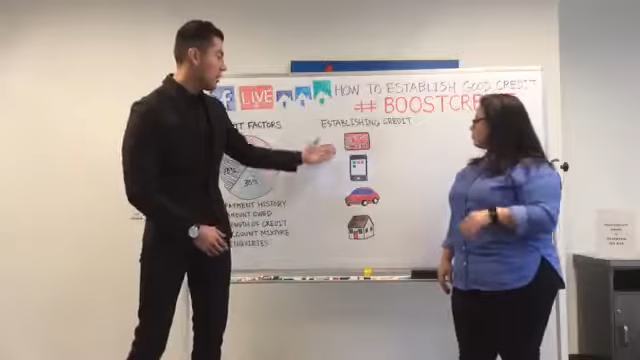 f LIVE HOW TO ESTABLISH GOOD CREDIT
# BOOSTCRE
T FACTORS
ESTABLISHING CREDIT
35%
PAYMENT HISTORY
AMOUNT OWED
LENGTH OF CREDIT
ACCOUNT MIXTURE
INQUIRIES